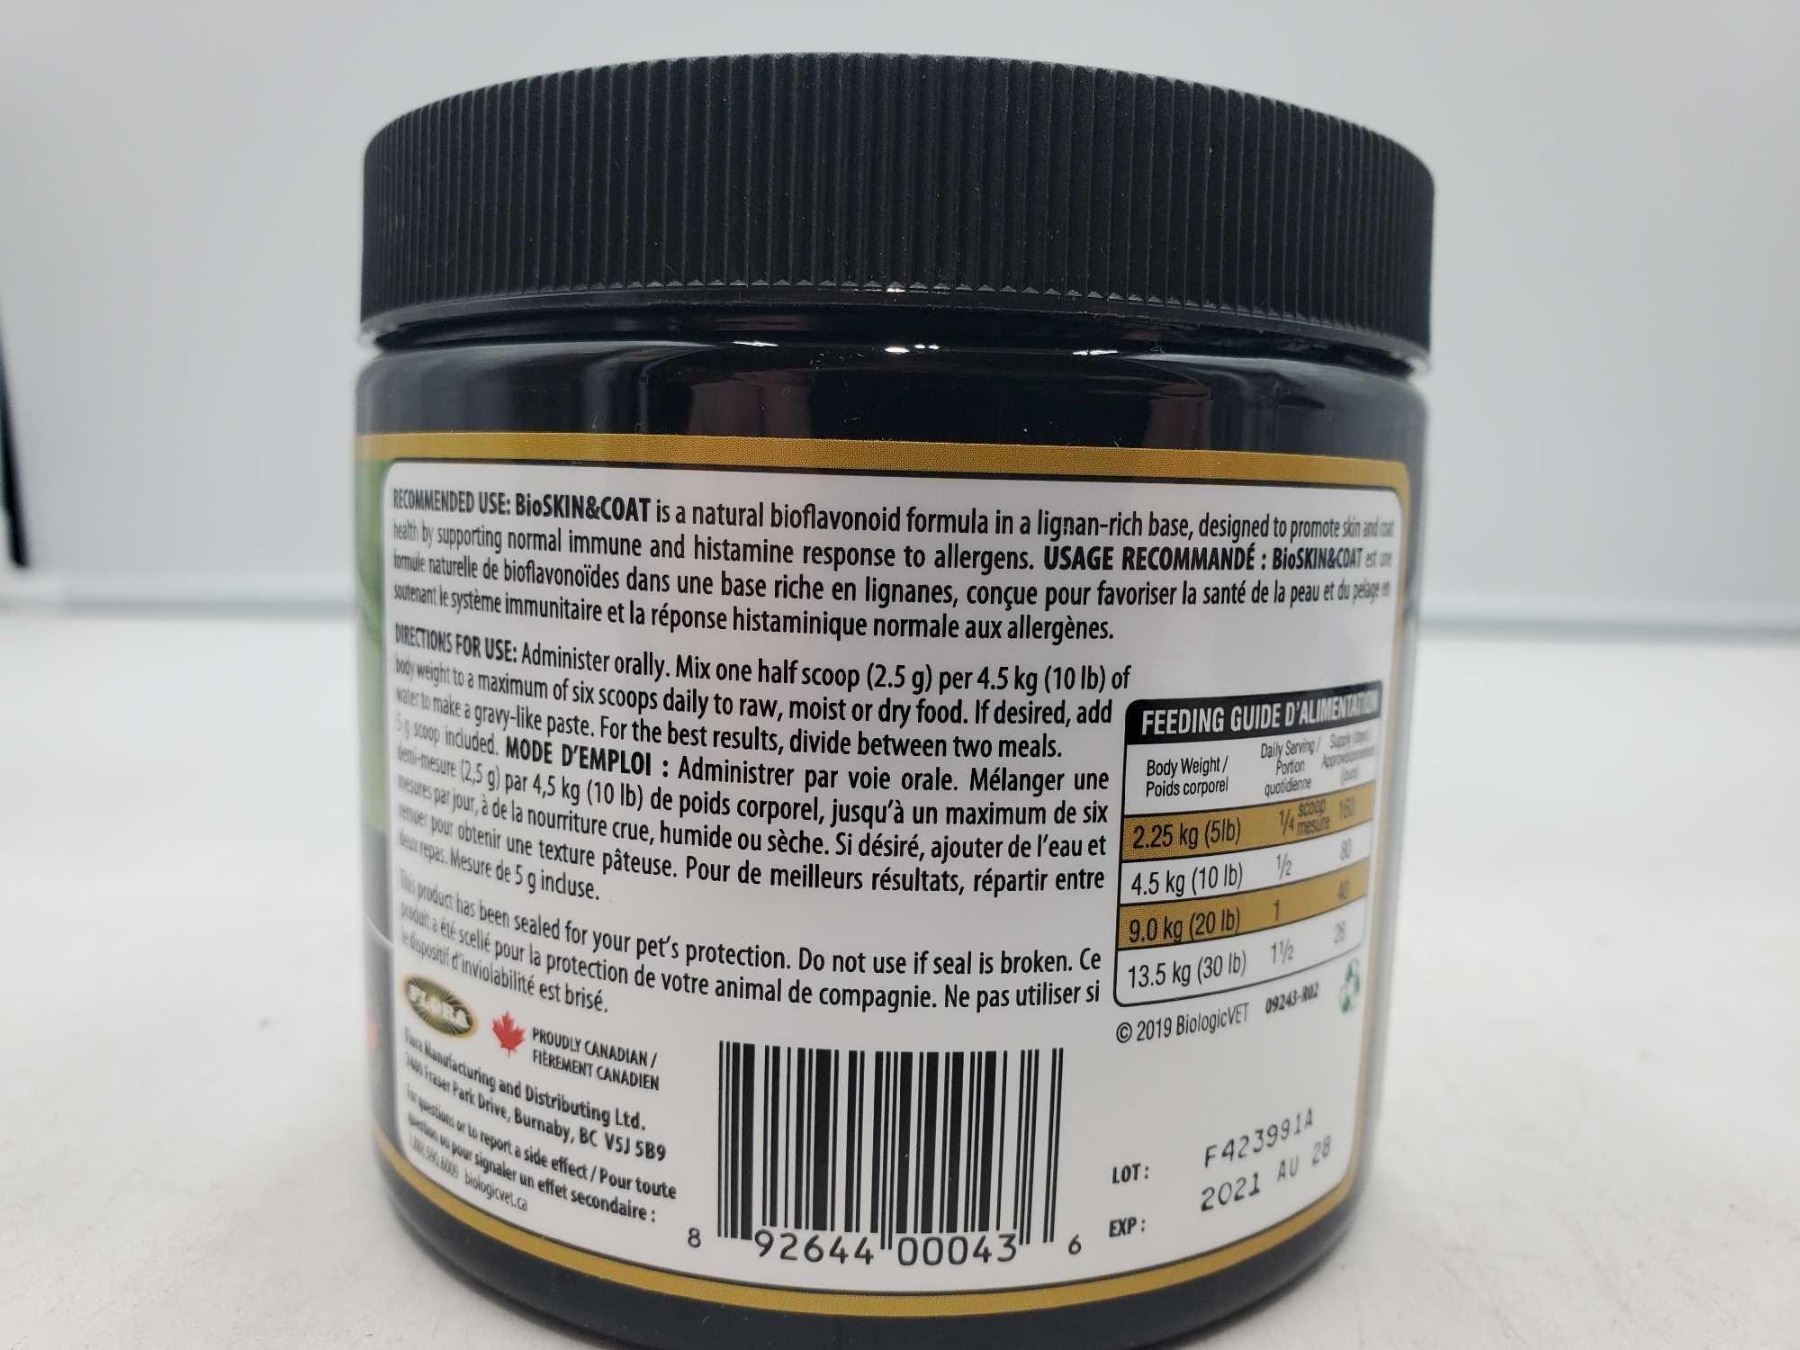 RECOMMENDED USE: BioSKIN&COAT is a natural bioflavonoid formula in a lignan-rich base, designed to promote skin and coat
health by supporting normal immune and histamine response to allergens. USAGE RECOMMANDÉ : BioSKIN&COAT est une
formule naturelle de bioflavonoïdes dans une base riche en lignanes, conçue pour favoriser la santé de la peau et du pelage en
soutenant le système immunitaire et la réponse histaminique normale aux allergènes.
DIRECTIONS FOR USE: Administer orally. Mix one half scoop (2.5 g) per 4.5 kg (10 lb) of
body weight to a maximum of six scoops daily to raw, moist or dry food. If desired, add
water to make a gravy-like paste. For the best results, divide between two meals.
5 g scoop included. MODE D'EMPLOI : Administrer par voie orale. Mélanger une
demi-mesure (2,5 g) par 4,5 kg (10 lb) de poids corporel, jusqu'à un maximum de six
mesures par jour, à de la nourriture crue, humide ou sèche. Si désiré, ajouter de l'eau et
remuer pour obtenir une texture pâteuse. Pour de meilleurs résultats, répartir entre
deux repas. Mesure de 5 g incluse.
This product has been sealed for your pet's protection. Do not use if seal is broken. Ce
produit a été scellé pour la protection de votre animal de compagnie. Ne pas utiliser si
le dispositif d'inviolabilité est brisé.
FEEDING GUIDE D'ALIMENTATION
Body Weight / Poids corporel
Daily Serving / Portion quotidienne
Supply (days) Approvisionnement (jours)
2.25 kg (5lb) 1/4 scoop mesure 160
4.5 kg (10 lb) 1/2 80
9.0 kg (20 lb) 1 40
13.5 kg (30 lb) 1 1/2 26
© 2019 BiologicVET 09243-R02
FLORA
PROUDLY CANADIAN /
FIÈREMENT CANADIEN
Flora Manufacturing and Distributing Ltd.
7400 Fraser Park Drive, Burnaby, BC V5J 5B9
For questions or to report a side effect / Pour toute
question ou pour signaler un effet secondaire :
biologicvet.ca
8 92644 00043 6
LOT: F423991A
EXP: 2021 AU 28